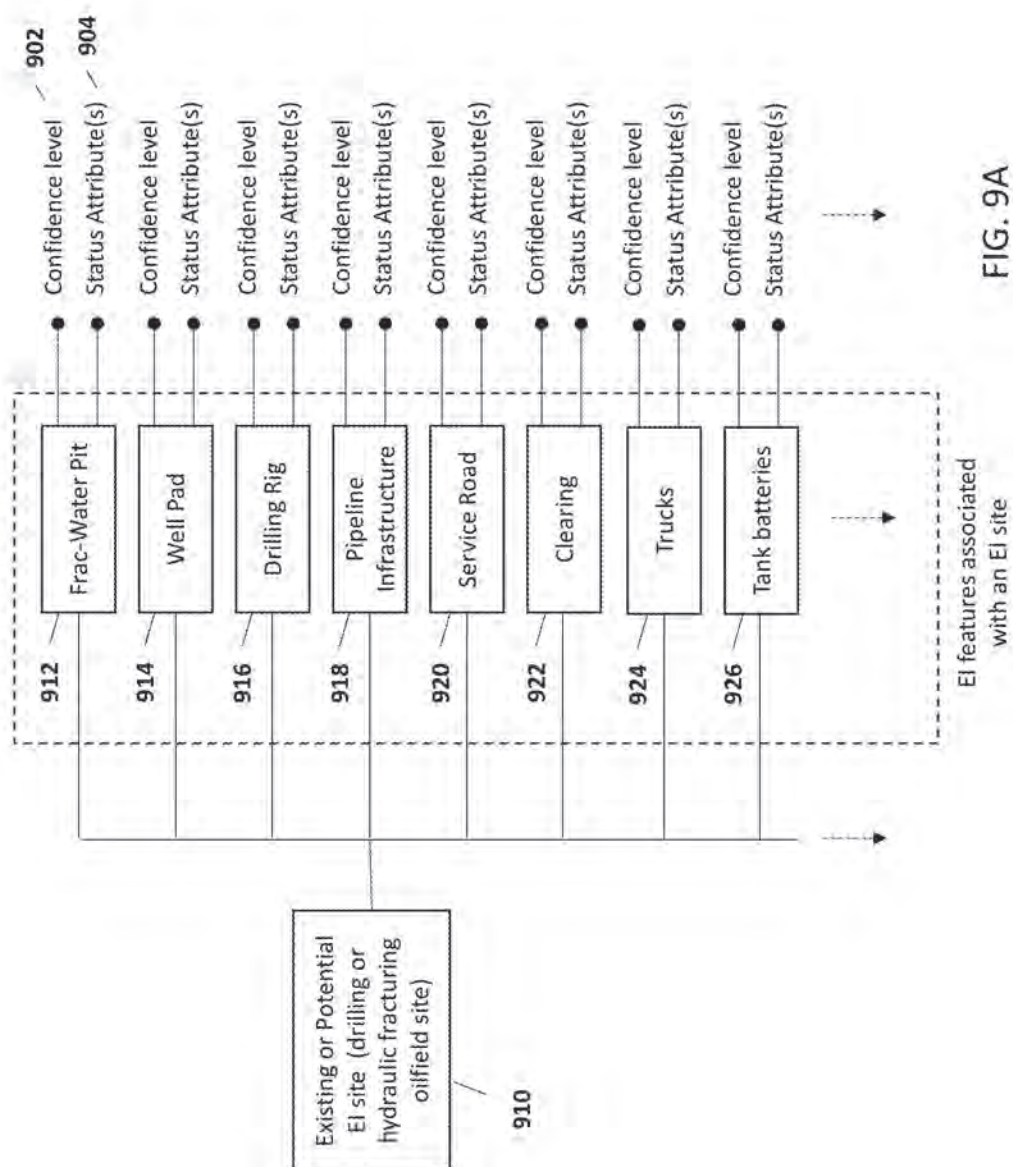 Existing or Potential
EI site (drilling or
hydraulic fracturing
oilfield site)
910
912
Frac-Water Pit
Confidence level
902
Status Attribute(s)
904
914
Well Pad
Confidence level
Status Attribute(s)
916
Drilling Rig
Confidence level
Status Attribute(s)
918
Pipeline
Infrastructure
Confidence level
Status Attribute(s)
920
Service Road
Confidence level
Status Attribute(s)
922
Clearing
Confidence level
Status Attribute(s)
924
Trucks
Confidence level
Status Attribute(s)
926
Tank batteries
Confidence level
Status Attribute(s)
EI features associated
with an EI site
FIG. 9A